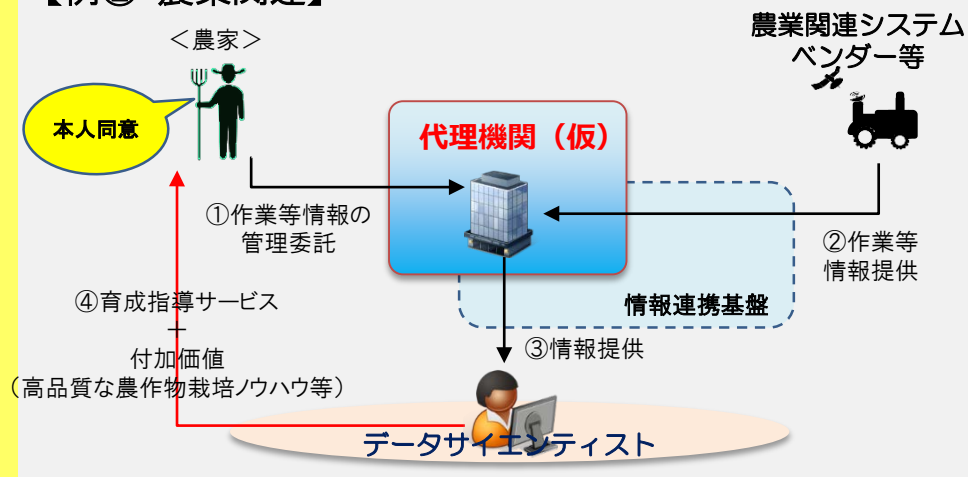 農業関連】
農業関連システム
ベンダー等
＜農家＞
本人同意
代理機関（仮）
①作業等情報の
管理委託
②作業等
情報提供
情報連携基盤
③情報提供
④育成指導サービス
＋
付加価値
（高品質な農作物栽培ノウハウ等）
データサイエンティスト